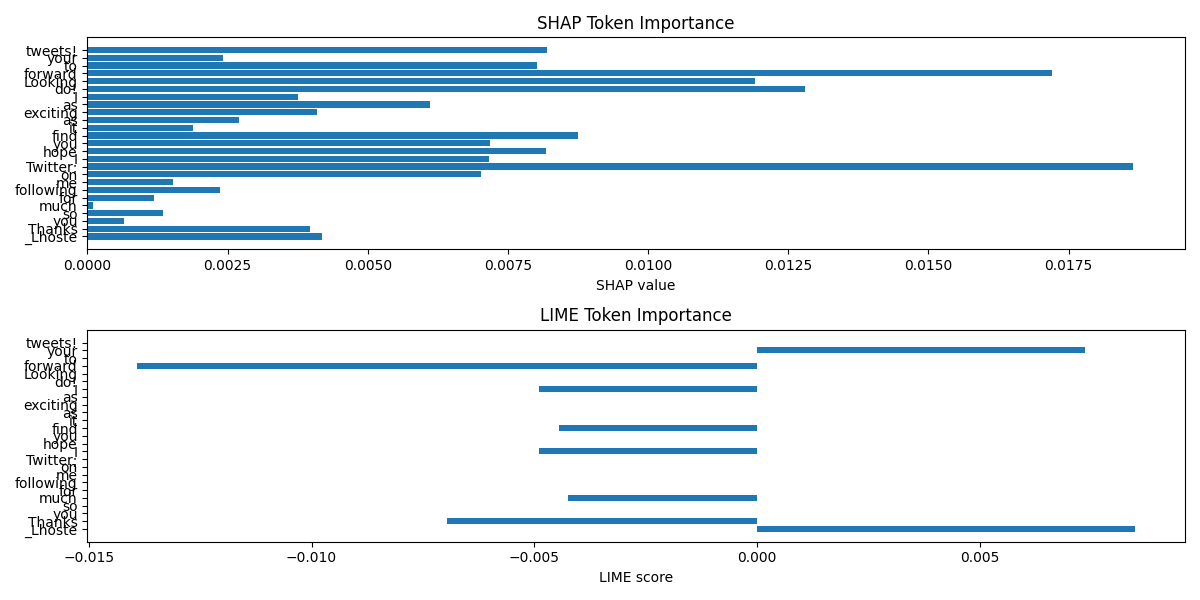 SHAP Token Importance
tweets!
your
to
forward
Looking
do!
I
as
exciting
as
it
find
you
hope
I
Twitter;
on
me
following
for
much
so
you
Thanks
_Lhoste
0.0000 0.0025 0.0050 0.0075 0.0100 0.0125 0.0150 0.0175
SHAP value
LIME Token Importance
tweets!
your
to
forward
Looking
do!
I
as
exciting
as
it
find
you
hope
I
Twitter;
on
me
following
for
much
so
you
Thanks
_Lhoste
−0.015 −0.010 −0.005 0.000 0.005
LIME score